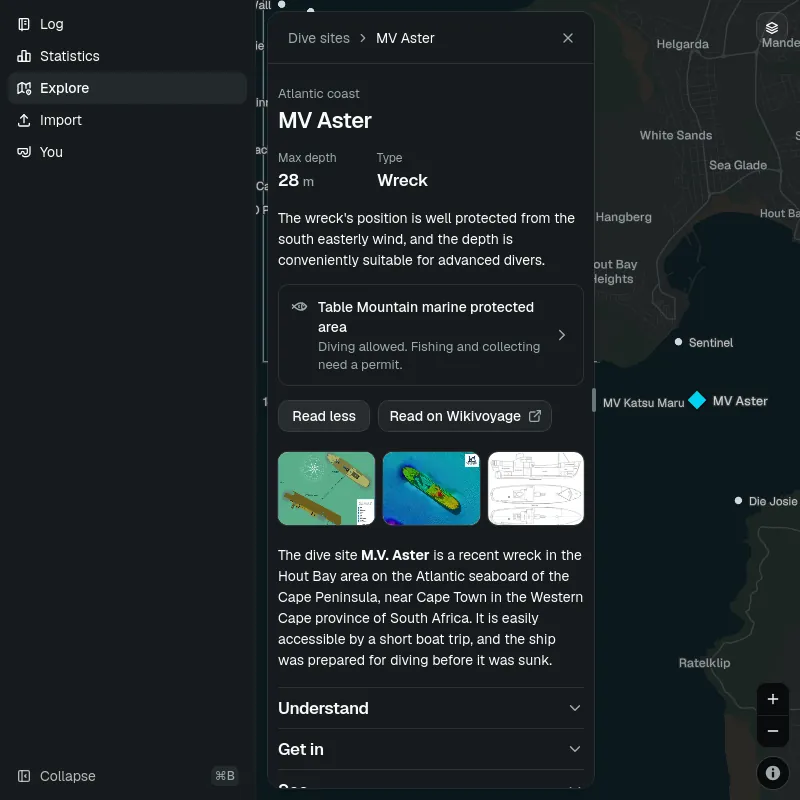 Log
Statistics
Explore
Import
You
Collapse
⌘B
Dive sites > MV Aster
Atlantic coast
MV Aster
Max depth
Type
28 m
Wreck
The wreck's position is well protected from the
south easterly wind, and the depth is
conveniently suitable for advanced divers.
Table Mountain marine protected
area
Diving allowed. Fishing and collecting
need a permit.
Read less
Read on Wikivoyage
The dive site M.V. Aster is a recent wreck in the
Hout Bay area on the Atlantic seaboard of the
Cape Peninsula, near Cape Town in the Western
Cape province of South Africa. It is easily
accessible by a short boat trip, and the ship
was prepared for diving before it was sunk.
Understand
Get in
Helgarda
White Sands
Sea Glade
Hangberg
Hout Ba
out Bay
Heights
Sentinel
MV Katsu Maru
MV Aster
Die Josie
Ratelklip